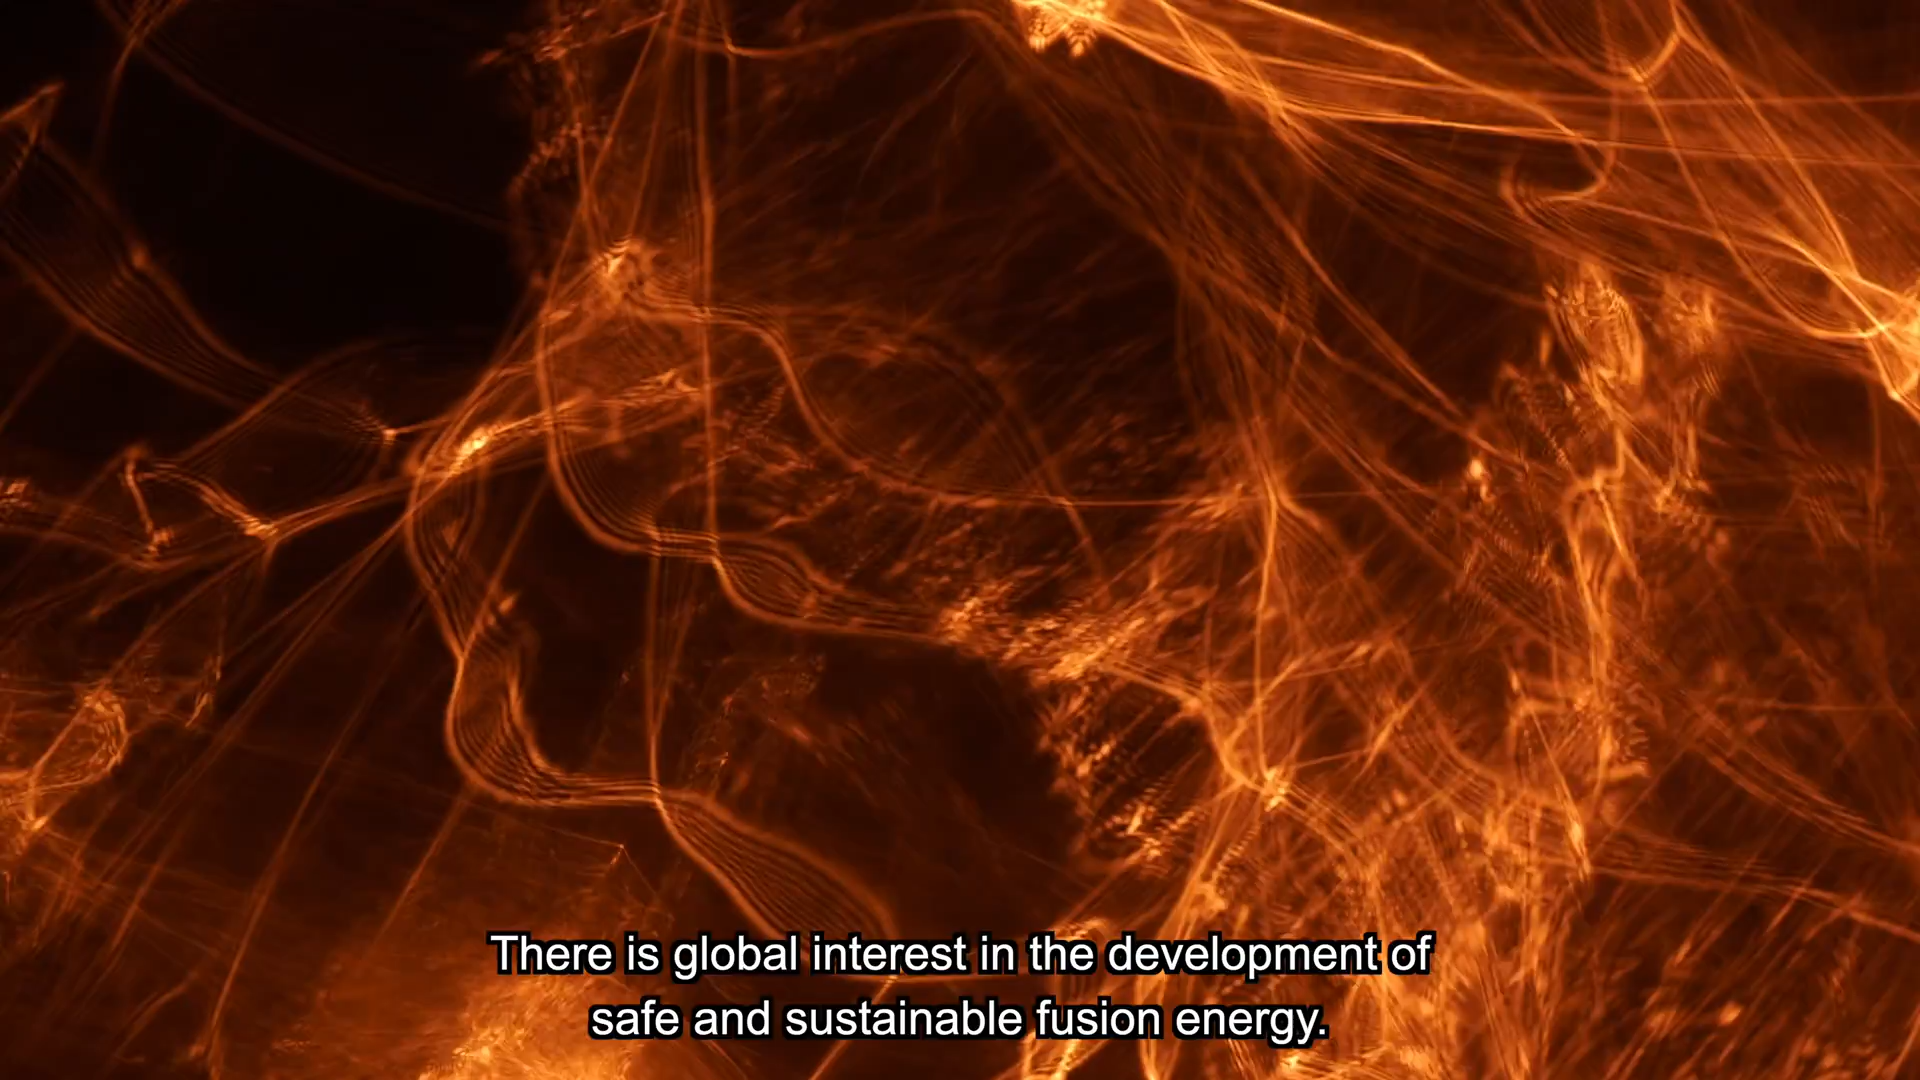 There is global interest in the development of
safe and sustainable fusion energy.